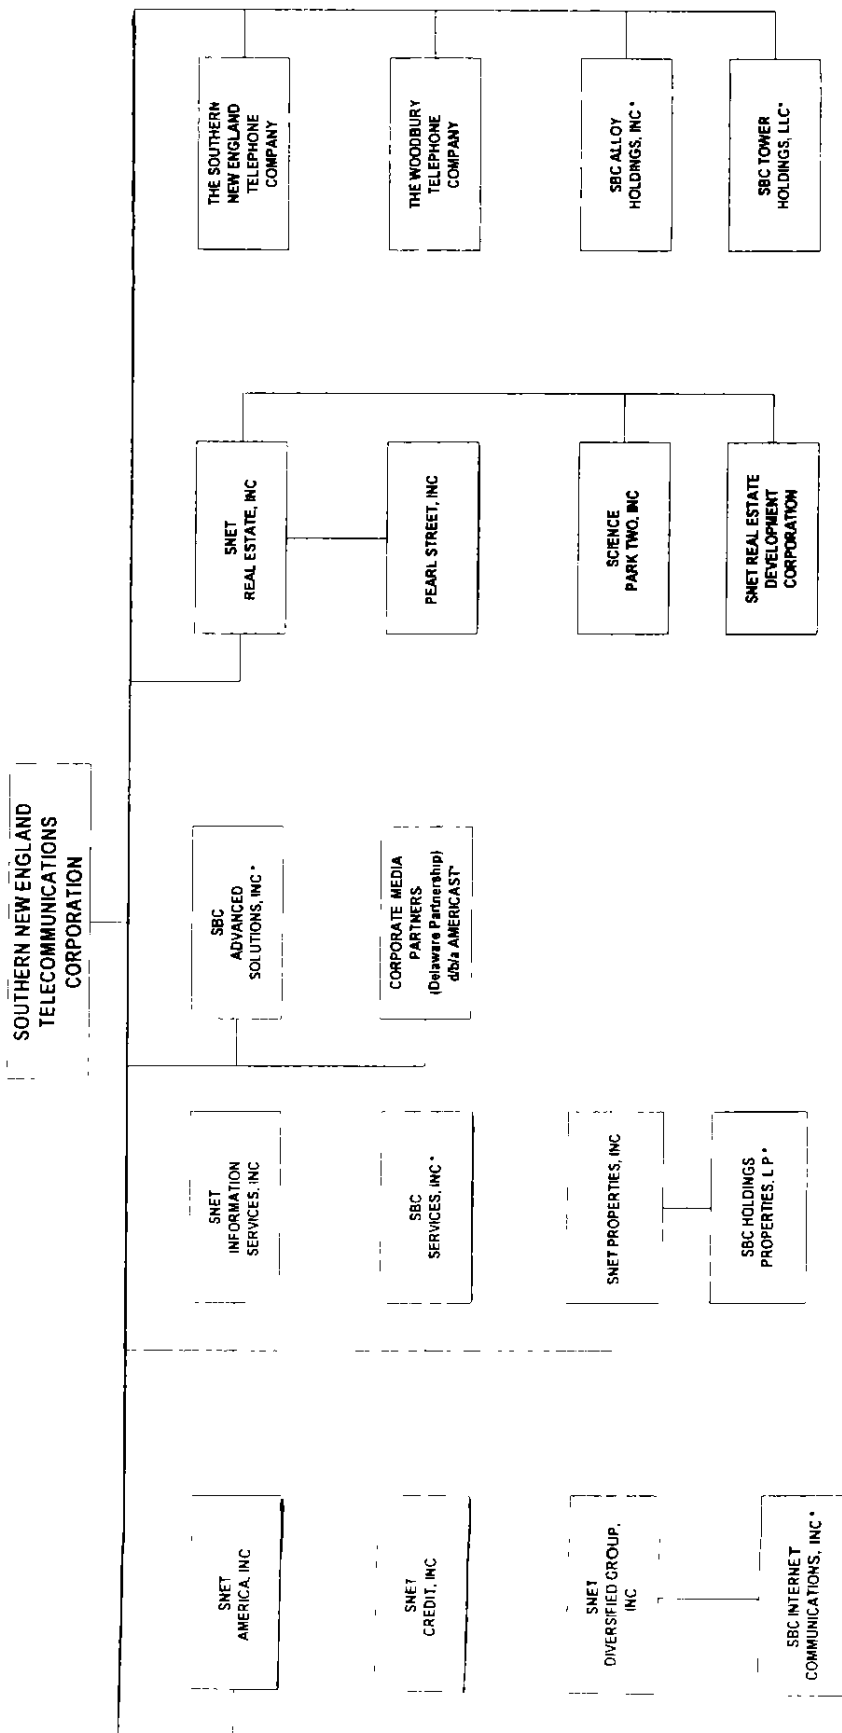 SOUTHERN NEW ENGLAND
TELECOMMUNICATIONS
CORPORATION
SNET
AMERICA, INC
SNET
CREDIT, INC
SNET
DIVERSIFIED GROUP,
INC
SBC INTERNET
COMMUNICATIONS, INC *
SNET
INFORMATION
SERVICES, INC
SBC
SERVICES, INC *
SNET PROPERTIES, INC
SBC HOLDINGS
PROPERTIES, L P *
SBC
ADVANCED
SOLUTIONS, INC *
CORPORATE MEDIA
PARTNERS
(Delaware Partnership)
d/b/a AMERICAST*
SNET
REAL ESTATE, INC
PEARL STREET, INC
SCIENCE
PARK TWO, INC
SNET REAL ESTATE
DEVELOPMENT
CORPORATION
THE SOUTHERN
NEW ENGLAND
TELEPHONE
COMPANY
THE WOODBURY
TELEPHONE
COMPANY
SBC ALLOY
HOLDINGS, INC *
SBC TOWER
HOLDINGS, LLC*